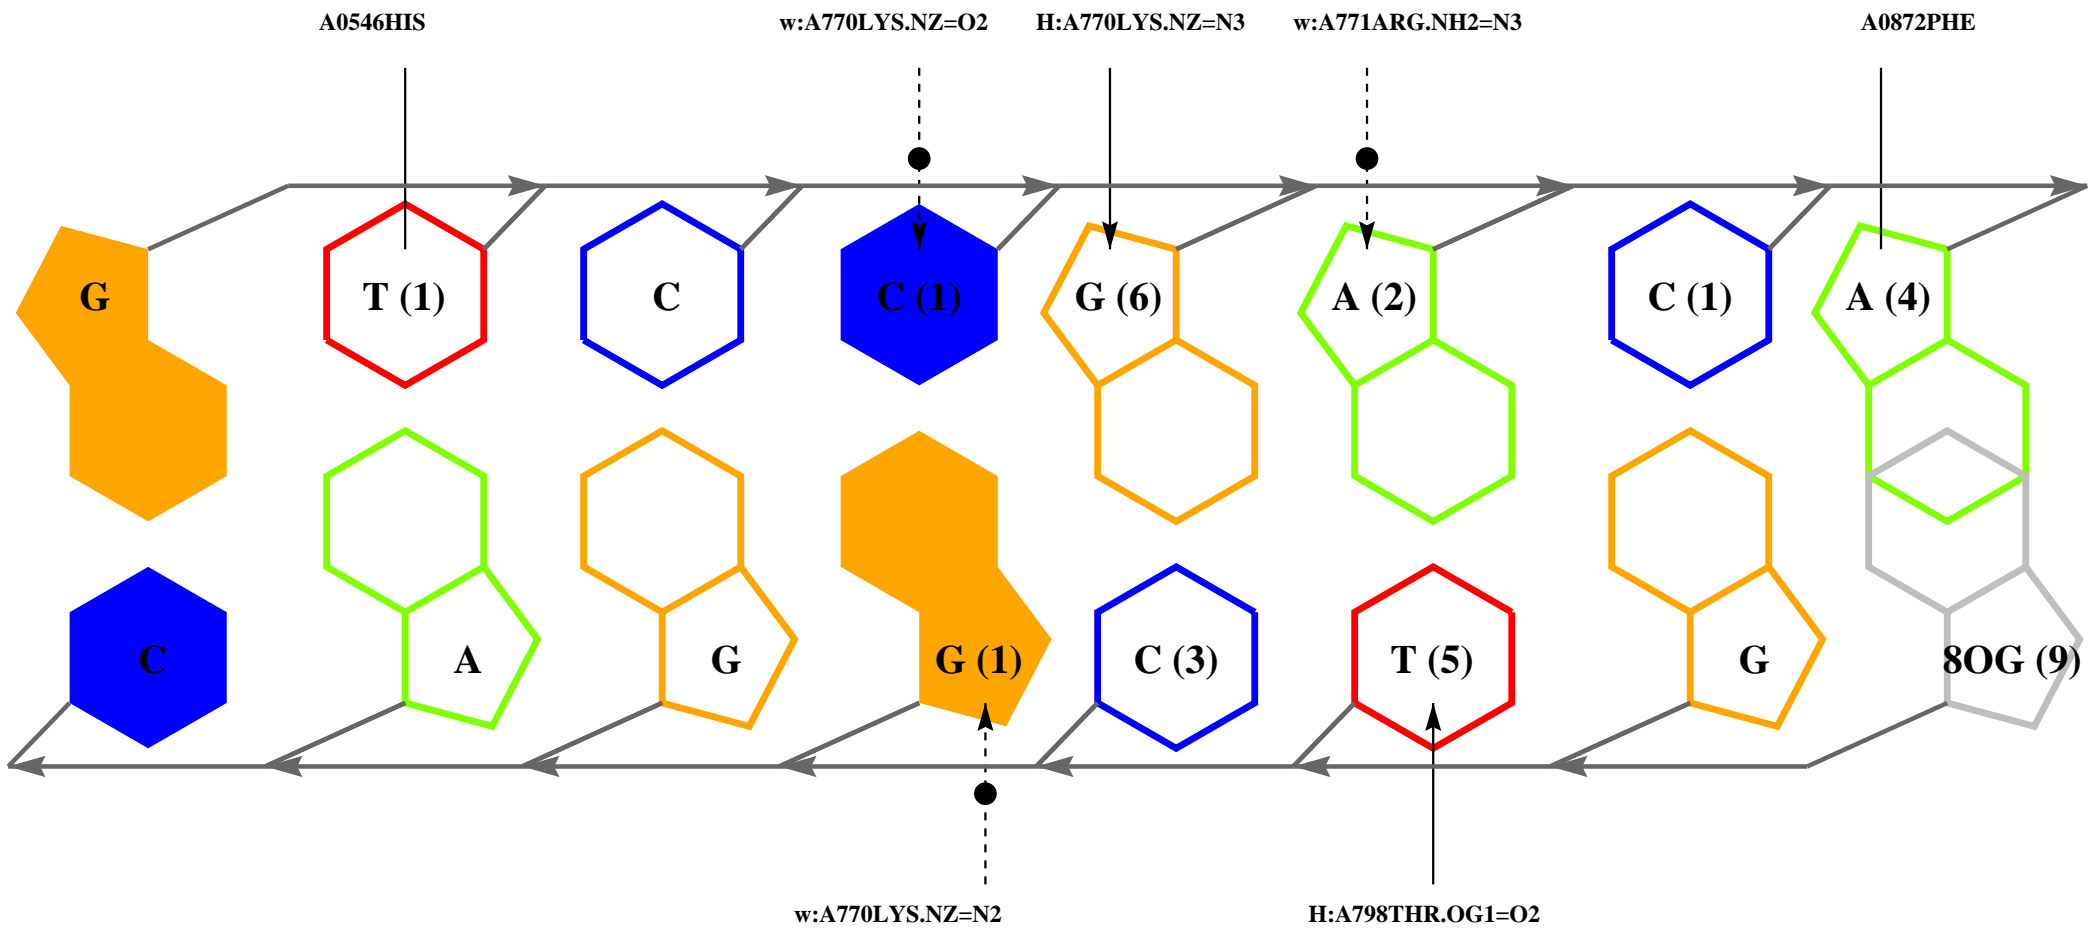 A0546HIS w:A770LYS.NZ=O2 H:A770LYS.NZ=N3 w:A771ARG.NH2=N3 A0872PHE
G T (1) C C (1) G (6) A (2) C (1) A (4)
C A G G (1) C (3) T (5) G 8OG (9)
w:A770LYS.NZ=N2 H:A798THR.OG1=O2